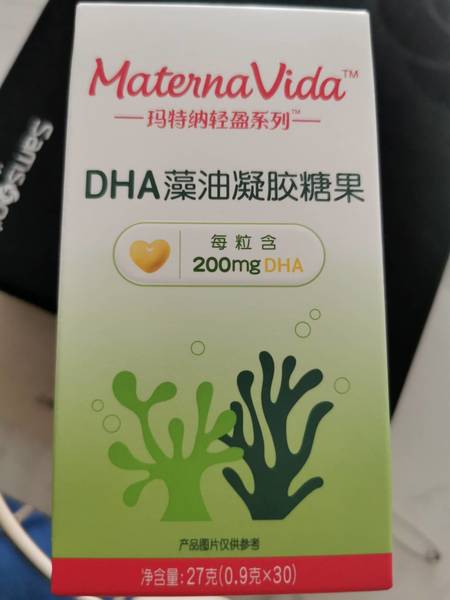 MaternaVida™
玛特纳轻盈系列™
DHA藻油凝胶糖果
每粒含
200mg DHA
产品图片仅供参考
净含量:27克(0.9克×30)